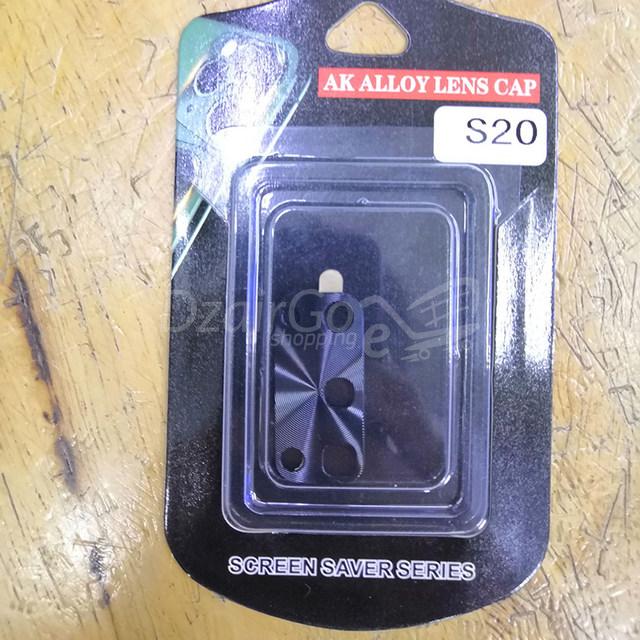 AK ALLOY LENS CAP
S20
DzairGo
shopping
e
SCREEN SAVER SERIES